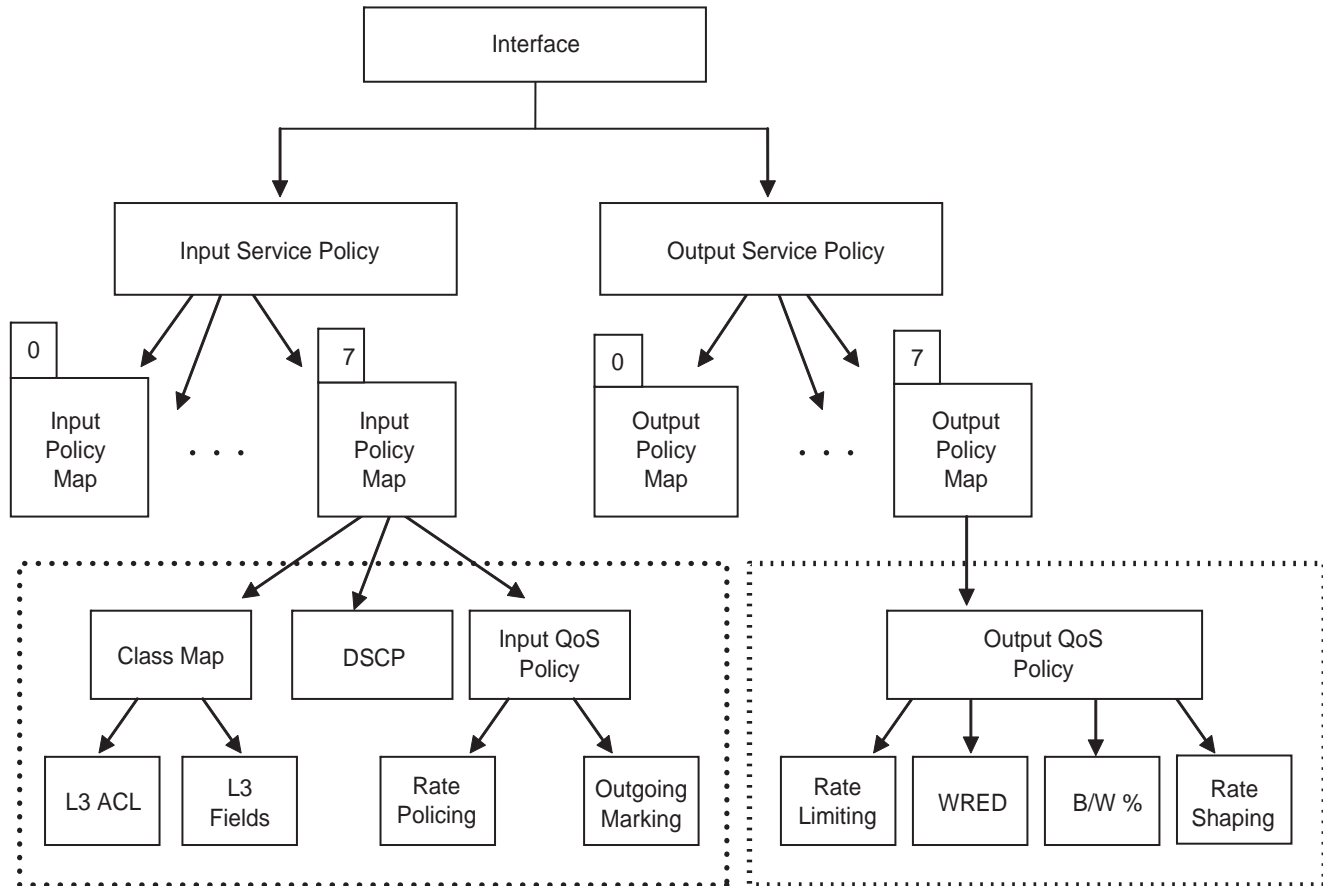 Interface
Input Service Policy
Output Service Policy
0
7
0
7
Input
Policy
Map
. . .
Input
Policy
Map
Output
Policy
Map
. . .
Output
Policy
Map
Class Map
DSCP
Input QoS
Policy
Output QoS
Policy
L3 ACL
L3
Fields
Rate
Policing
Outgoing
Marking
Rate
Limiting
WRED
B/W %
Rate
Shaping